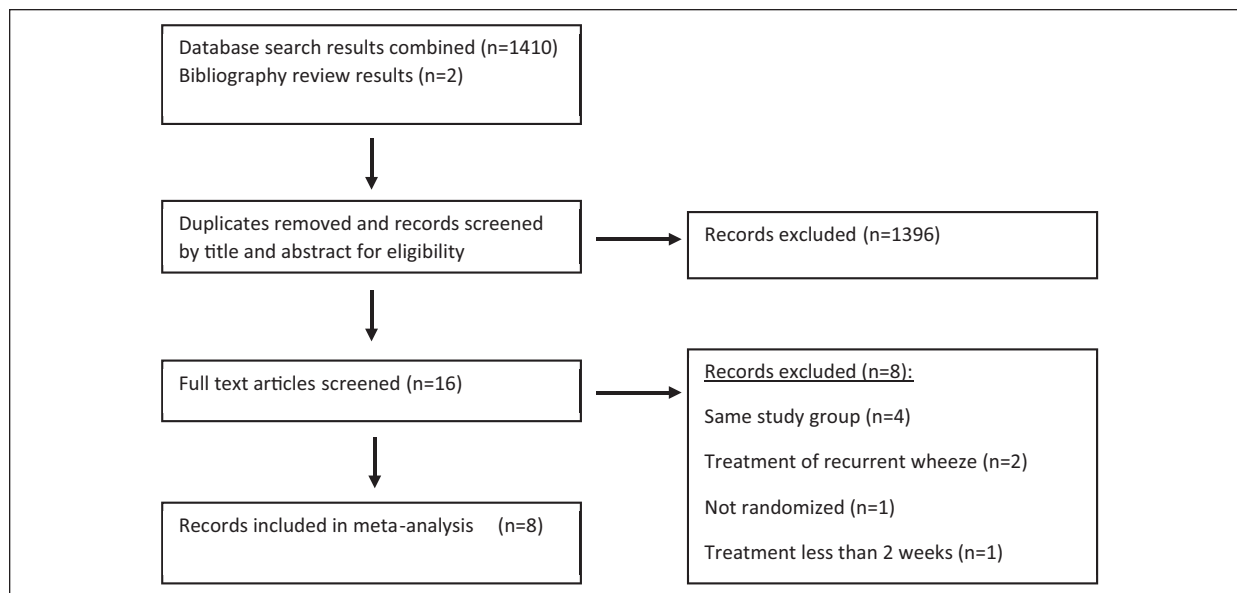 Database search results combined (n=1410)
Bibliography review results (n=2)
Duplicates removed and records screened
by title and abstract for eligibility
Records excluded (n=1396)
Full text articles screened (n=16)
Records excluded (n=8):
Same study group (n=4)
Treatment of recurrent wheeze (n=2)
Not randomized (n=1)
Treatment less than 2 weeks (n=1)
Records included in meta-analysis (n=8)